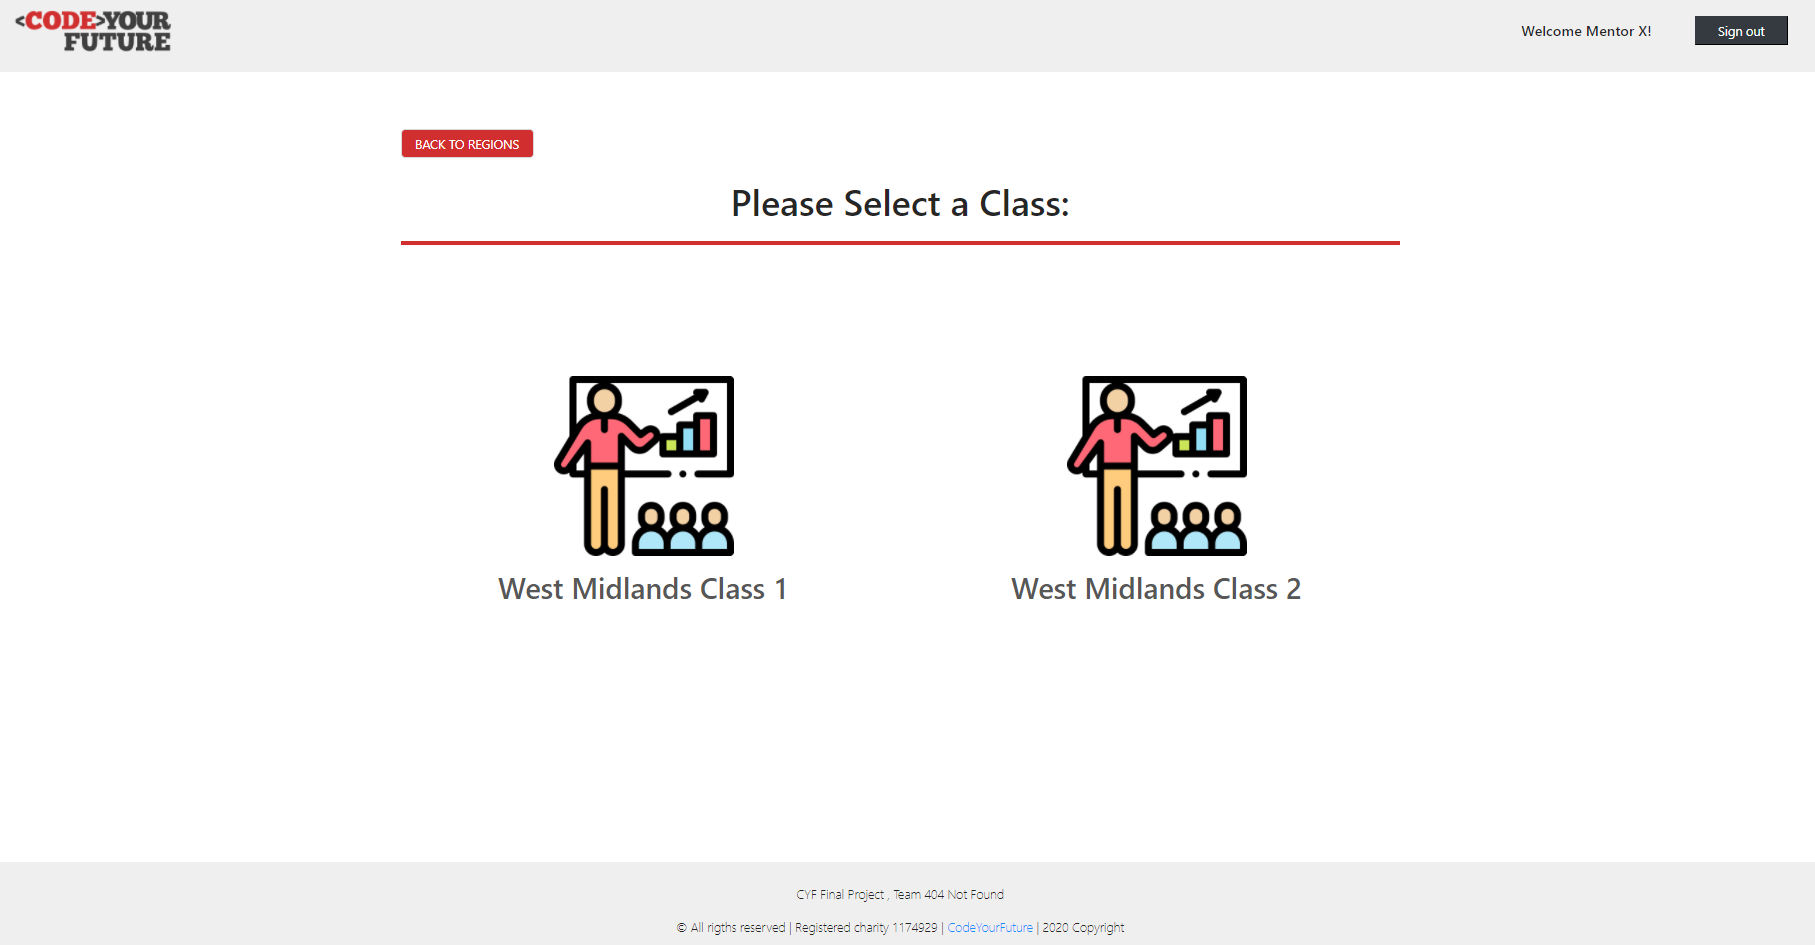 <CODE>YOUR
FUTURE
Welcome Mentor X!
Sign out
BACK TO REGIONS
Please Select a Class:
West Midlands Class 1
West Midlands Class 2
CYF Final Project , Team 404 Not Found
© All rigths reserved | Registered charity 1174929 | CodeYourFuture | 2020 Copyright